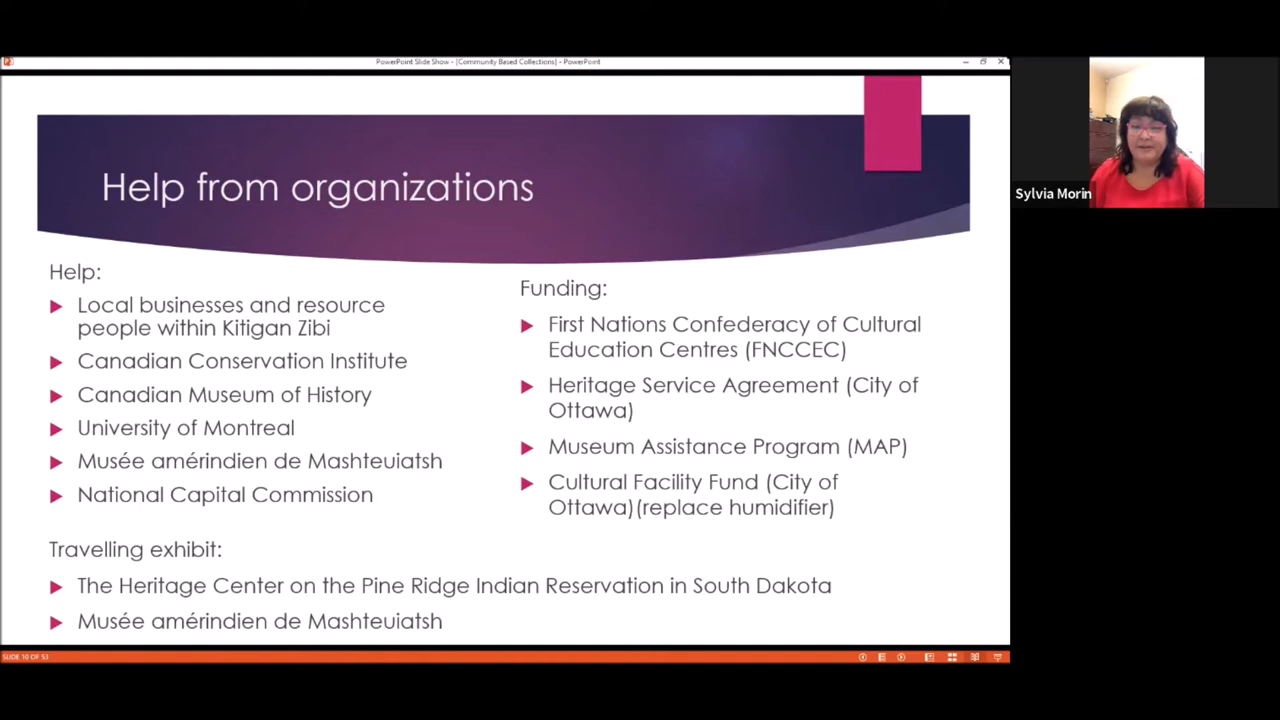 PowerPoint Slide Show - [Community Based Collections] - PowerPoint
Help from organizations
Help:
Local businesses and resource
people within Kitigan Zibi
Canadian Conservation Institute
Canadian Museum of History
University of Montreal
Musée amérindien de Mashteuiatsh
National Capital Commission
Funding:
First Nations Confederacy of Cultural
Education Centres (FNCCEC)
Heritage Service Agreement (City of
Ottawa)
Museum Assistance Program (MAP)
Cultural Facility Fund (City of
Ottawa)(replace humidifier)
Travelling exhibit:
The Heritage Center on the Pine Ridge Indian Reservation in South Dakota
Musée amérindien de Mashteuiatsh
SLIDE 10 OF 53
Sylvia Morin